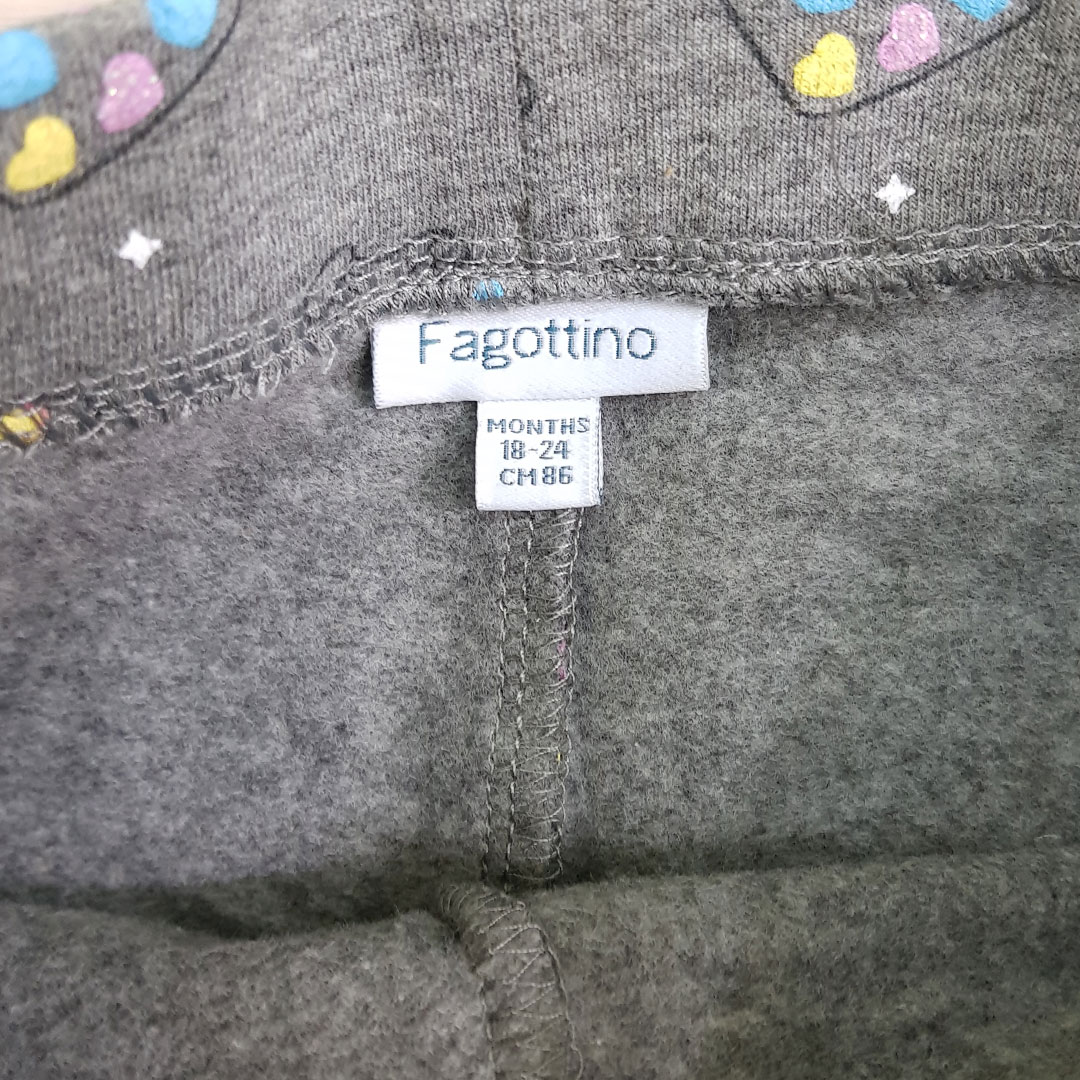 Fagottino
MONTHS
18-24
CM 86